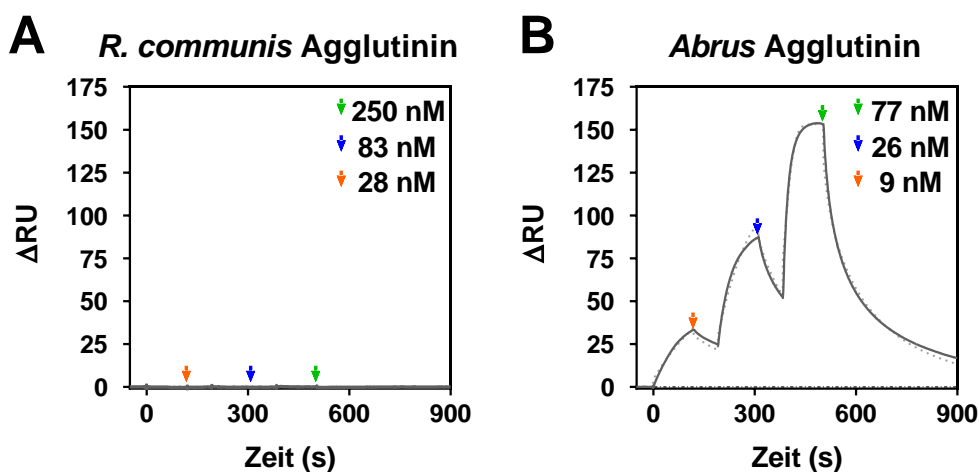 A
R. communis Agglutinin
ΔRU
175
150
125
100
75
50
25
0
250 nM
83 nM
28 nM
0
300
600
900
Zeit (s)
B
Abrus Agglutinin
ΔRU
175
150
125
100
75
50
25
0
77 nM
26 nM
9 nM
0
300
600
900
Zeit (s)